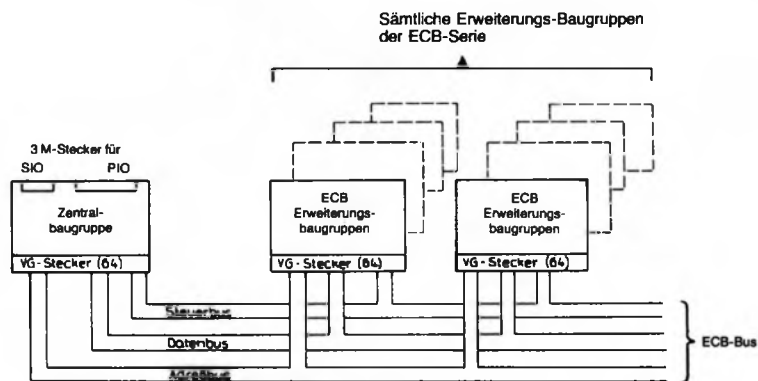 Sämtliche Erweiterungs-Baugruppen
der ECB-Serie
3 M-Stecker für
SIO PIO
Zentral-
baugruppe
VG-Stecker (64)
ECB
Erweiterungs-
baugruppen
VG-Stecker (64)
ECB
Erweiterungs-
baugruppen
VG-Stecker (64)
Steuerbus
Datenbus
Adreßbus
ECB-Bus